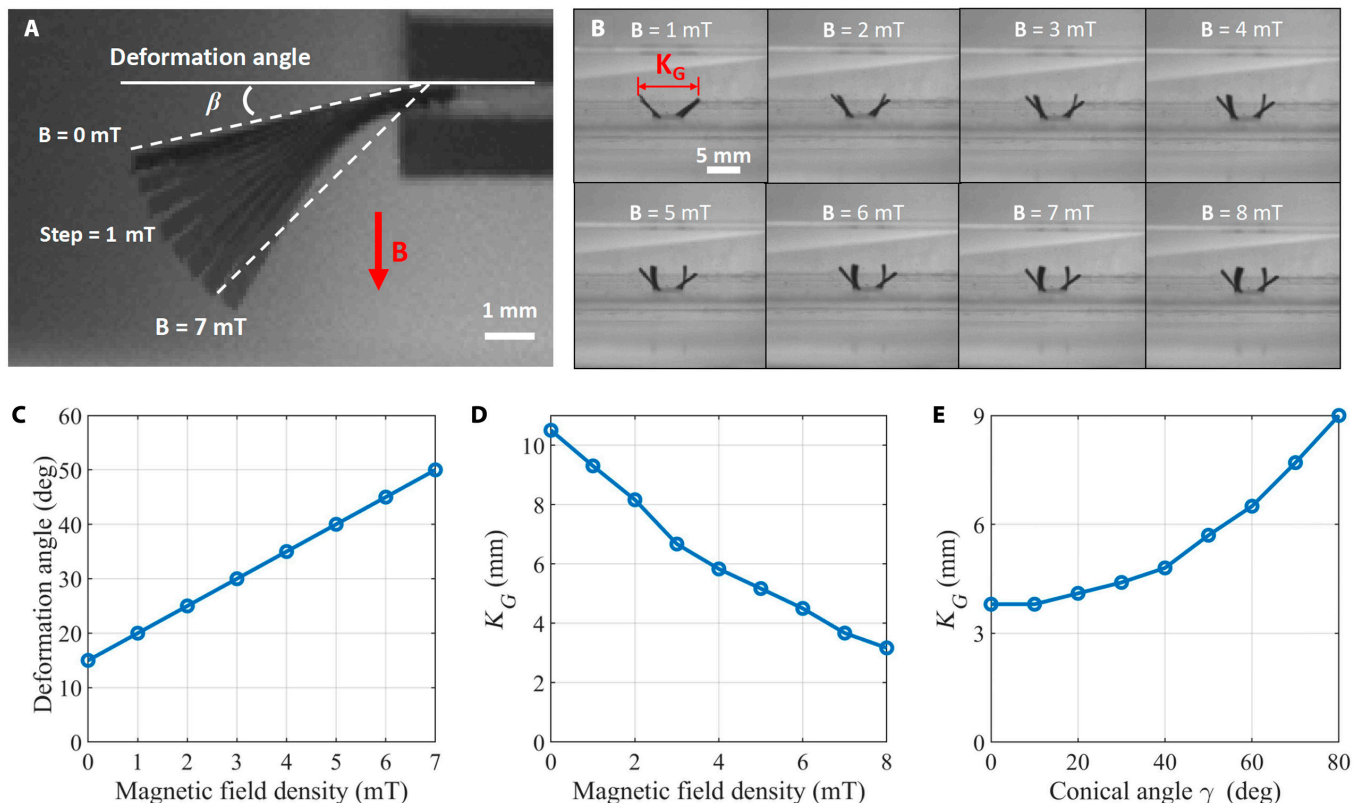 A
Deformation angle
β
B = 0 mT
Step = 1 mT
B
B = 7 mT
1 mm
B
B = 1 mT
B = 2 mT
B = 3 mT
B = 4 mT
K_G
5 mm
B = 5 mT
B = 6 mT
B = 7 mT
B = 8 mT
C
60
50
40
30
20
10
0
Deformation angle (deg)
0 1 2 3 4 5 6 7
Magnetic field density (mT)
D
10
8
6
4
2
0
K_G (mm)
0 2 4 6 8
Magnetic field density (mT)
E
9
6
3
0
K_G (mm)
0 20 40 60 80
Conical angle γ (deg)